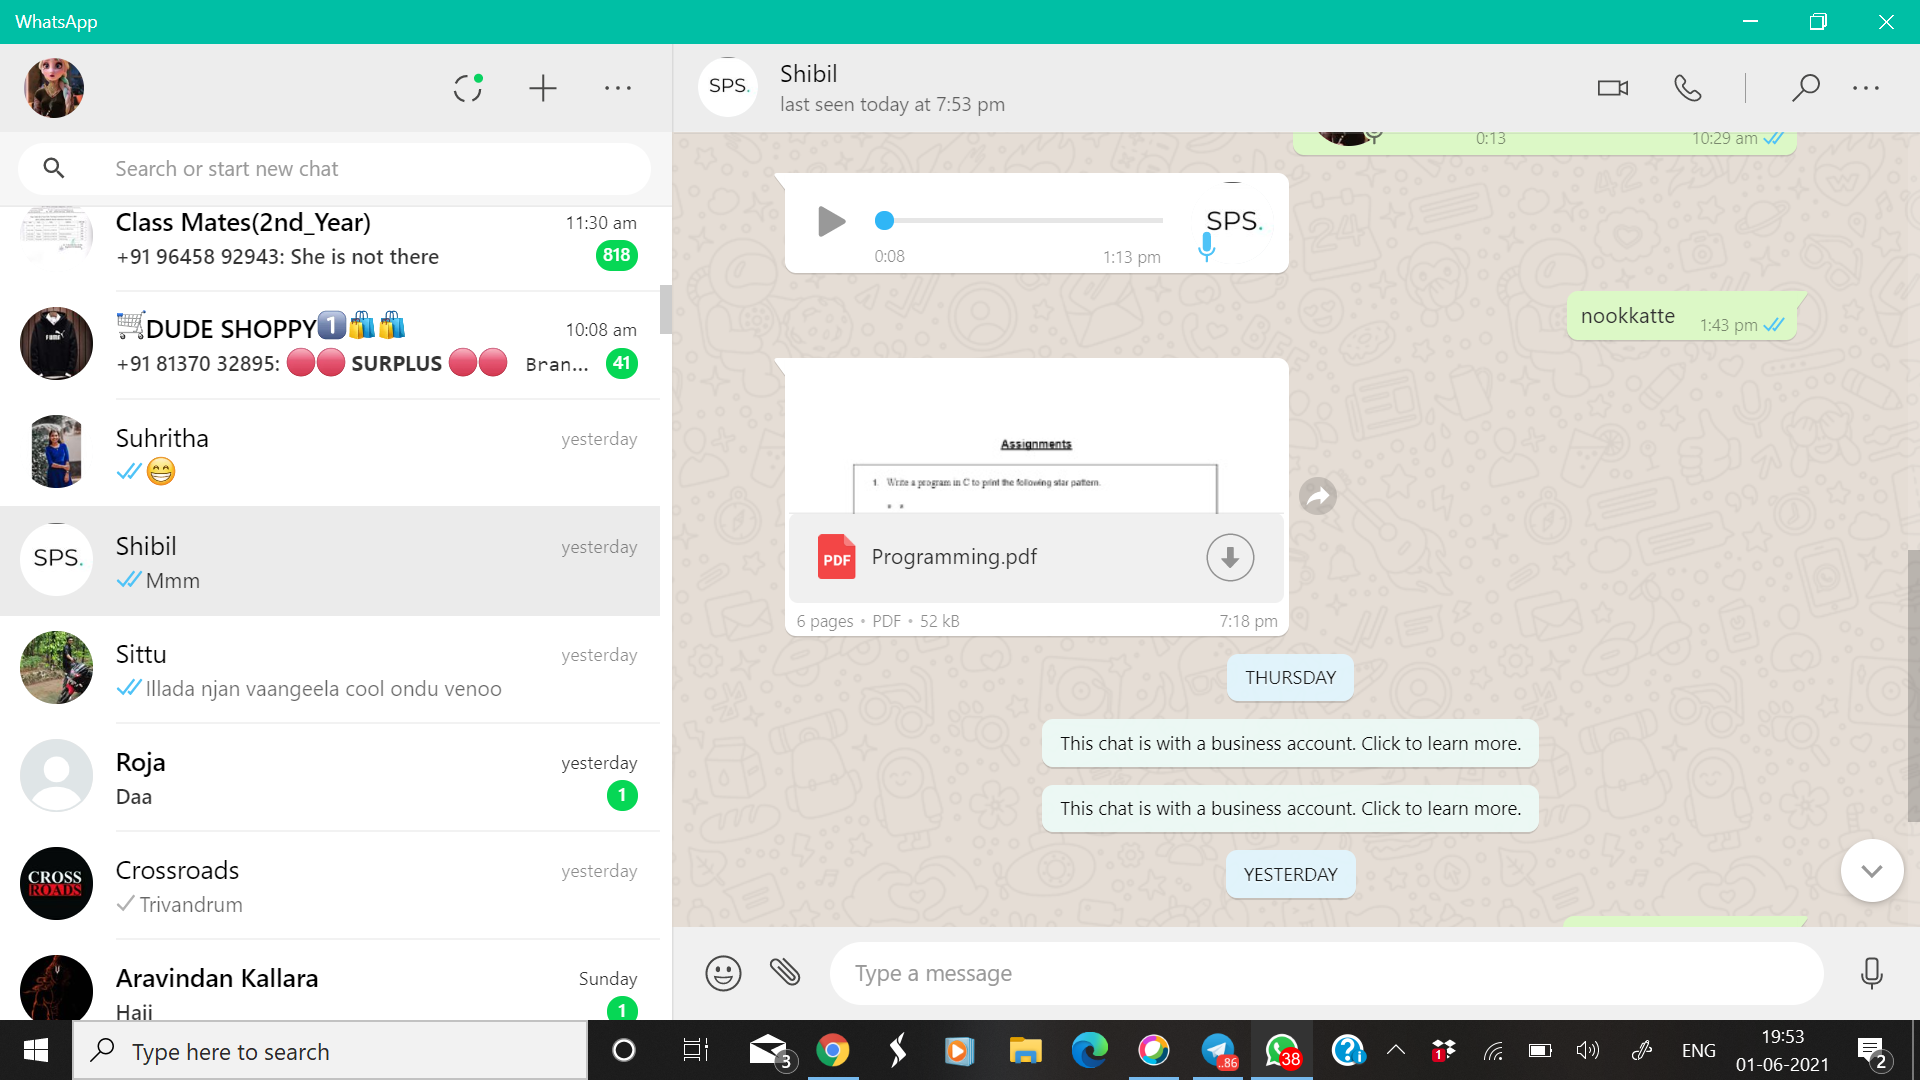 WhatsApp
Search or start new chat
Class Mates(2nd_Year)
11:30 am
+91 96458 92943: She is not there
818
🛒DUDE SHOPPY1️⃣🛍️🛍️
10:08 am
+91 81370 32895: 🔴🔴 SURPLUS 🔴🔴 Bran...
41
Suhritha
yesterday
😁
SPS.
Shibil
yesterday
Mmm
Sittu
yesterday
Illada njan vaangeela cool ondu venoo
Roja
yesterday
Daa
1
CROSS
ROADS
Crossroads
yesterday
Trivandrum
Aravindan Kallara
Sunday
Haii
1
SPS.
Shibil
last seen today at 7:53 pm
0:13
10:29 am
SPS.
0:08
1:13 pm
nookkatte
1:43 pm
Assignments
1. Write a program in C to print the following star pattern.
* *
PDF
Programming.pdf
6 pages • PDF • 52 kB
7:18 pm
THURSDAY
This chat is with a business account. Click to learn more.
This chat is with a business account. Click to learn more.
YESTERDAY
Type a message
Type here to search
3
..86
38
1
ENG
19:53
01-06-2021
2